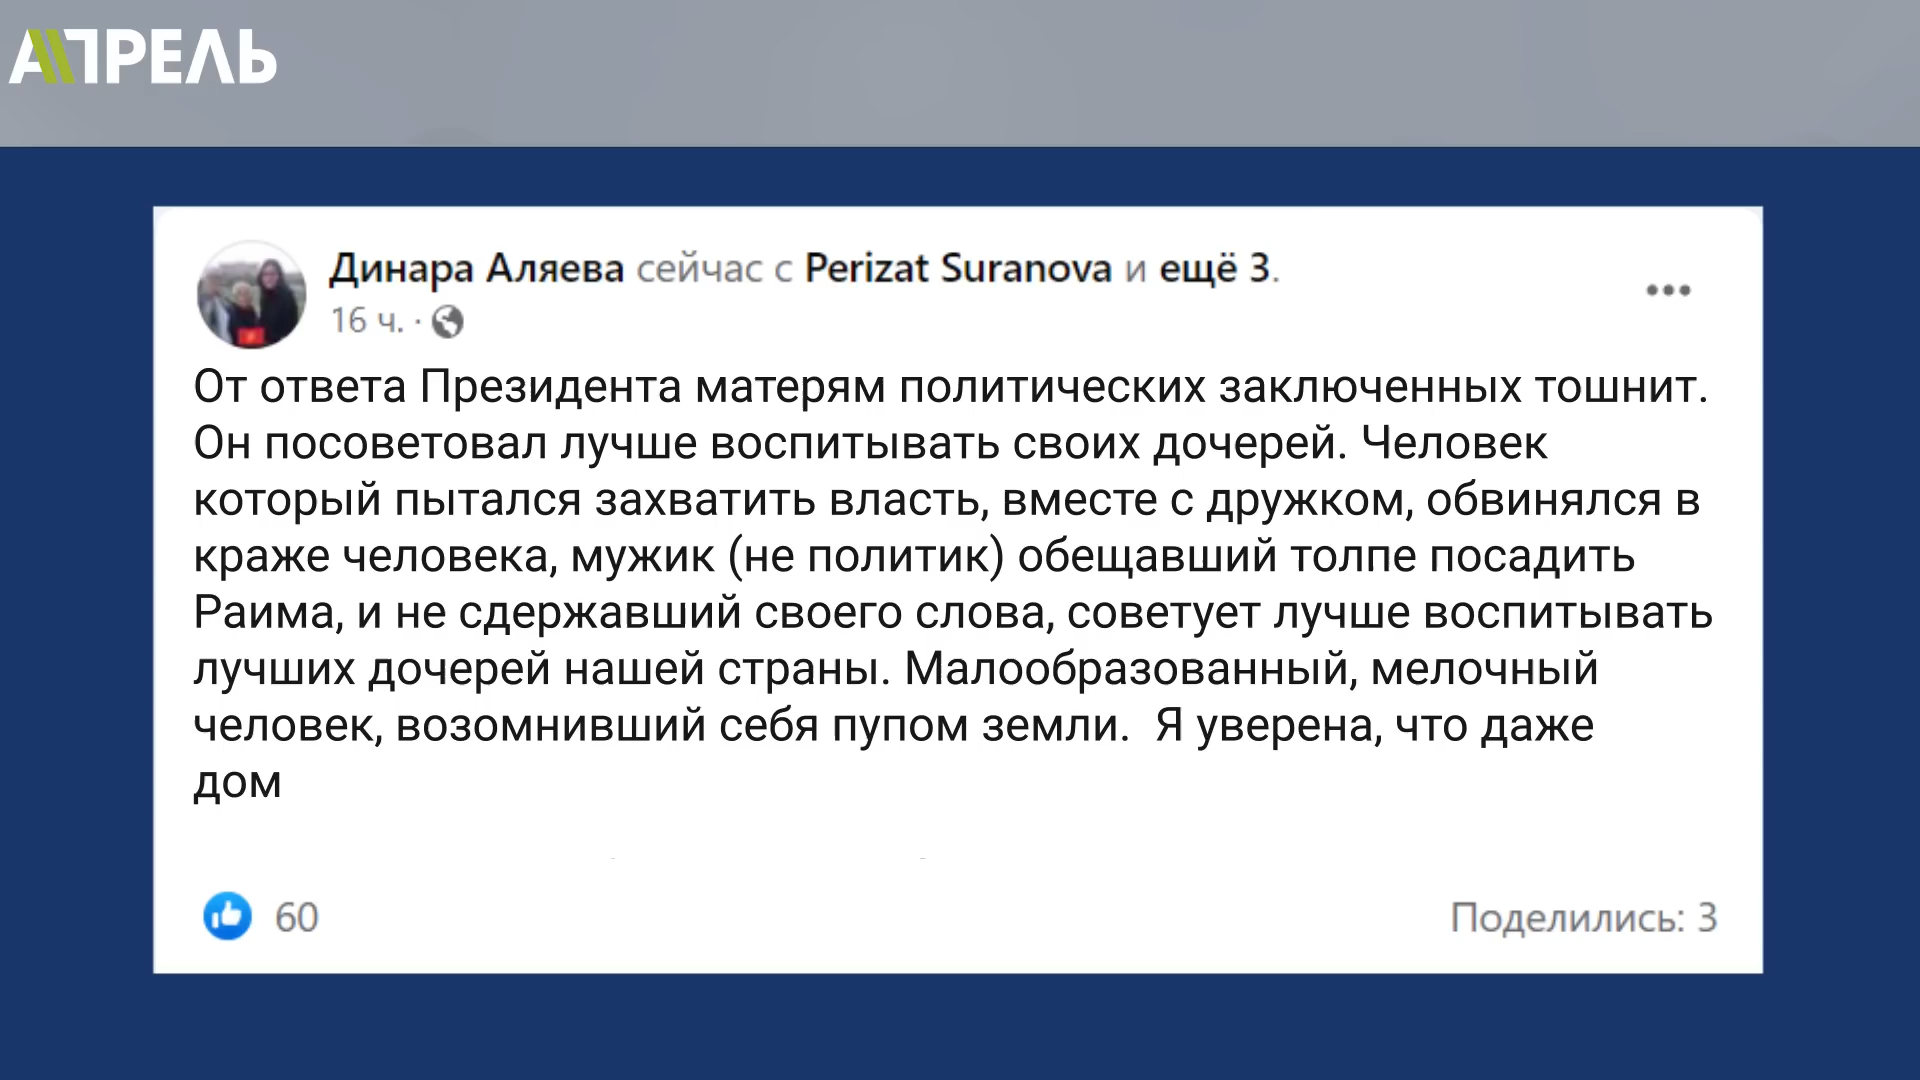 АПРЕЛЬ
Динара Аляева сейчас с Perizat Suranova и ещё 3.
16 ч. ·
От ответа Президента матерям политических заключенных тошнит.
Он посоветовал лучше воспитывать своих дочерей. Человек
который пытался захватить власть, вместе с дружком, обвинялся в
краже человека, мужик (не политик) обещавший толпе посадить
Раима, и не сдержавший своего слова, советует лучше воспитывать
лучших дочерей нашей страны. Малообразованный, мелочный
человек, возомнивший себя пупом земли.  Я уверена, что даже
дом
60
Поделились: 3